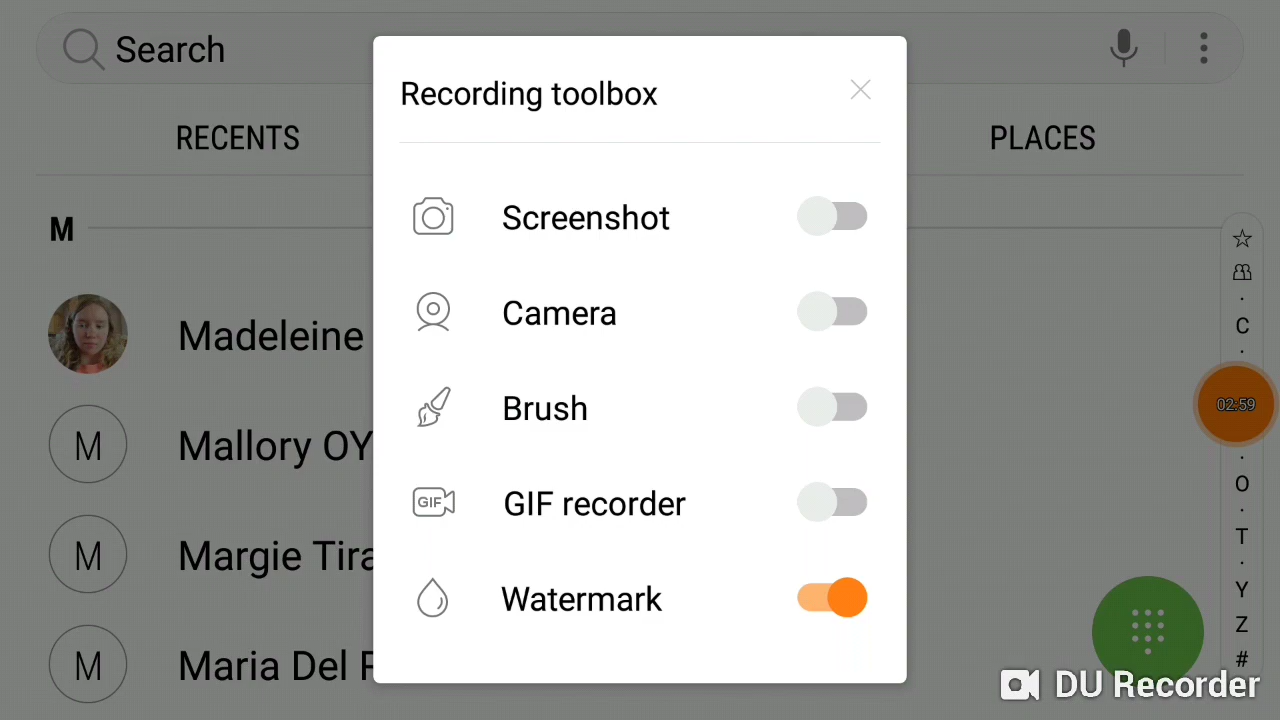 Search
Recording toolbox
RECENTS
PLACES
M
Screenshot
Madeleine
Camera
C
Brush
02:59
M
Mallory OY
GIF
GIF recorder
O
T
M
Margie Tira
Watermark
Y
Z
M
Maria Del
#
DU Recorder